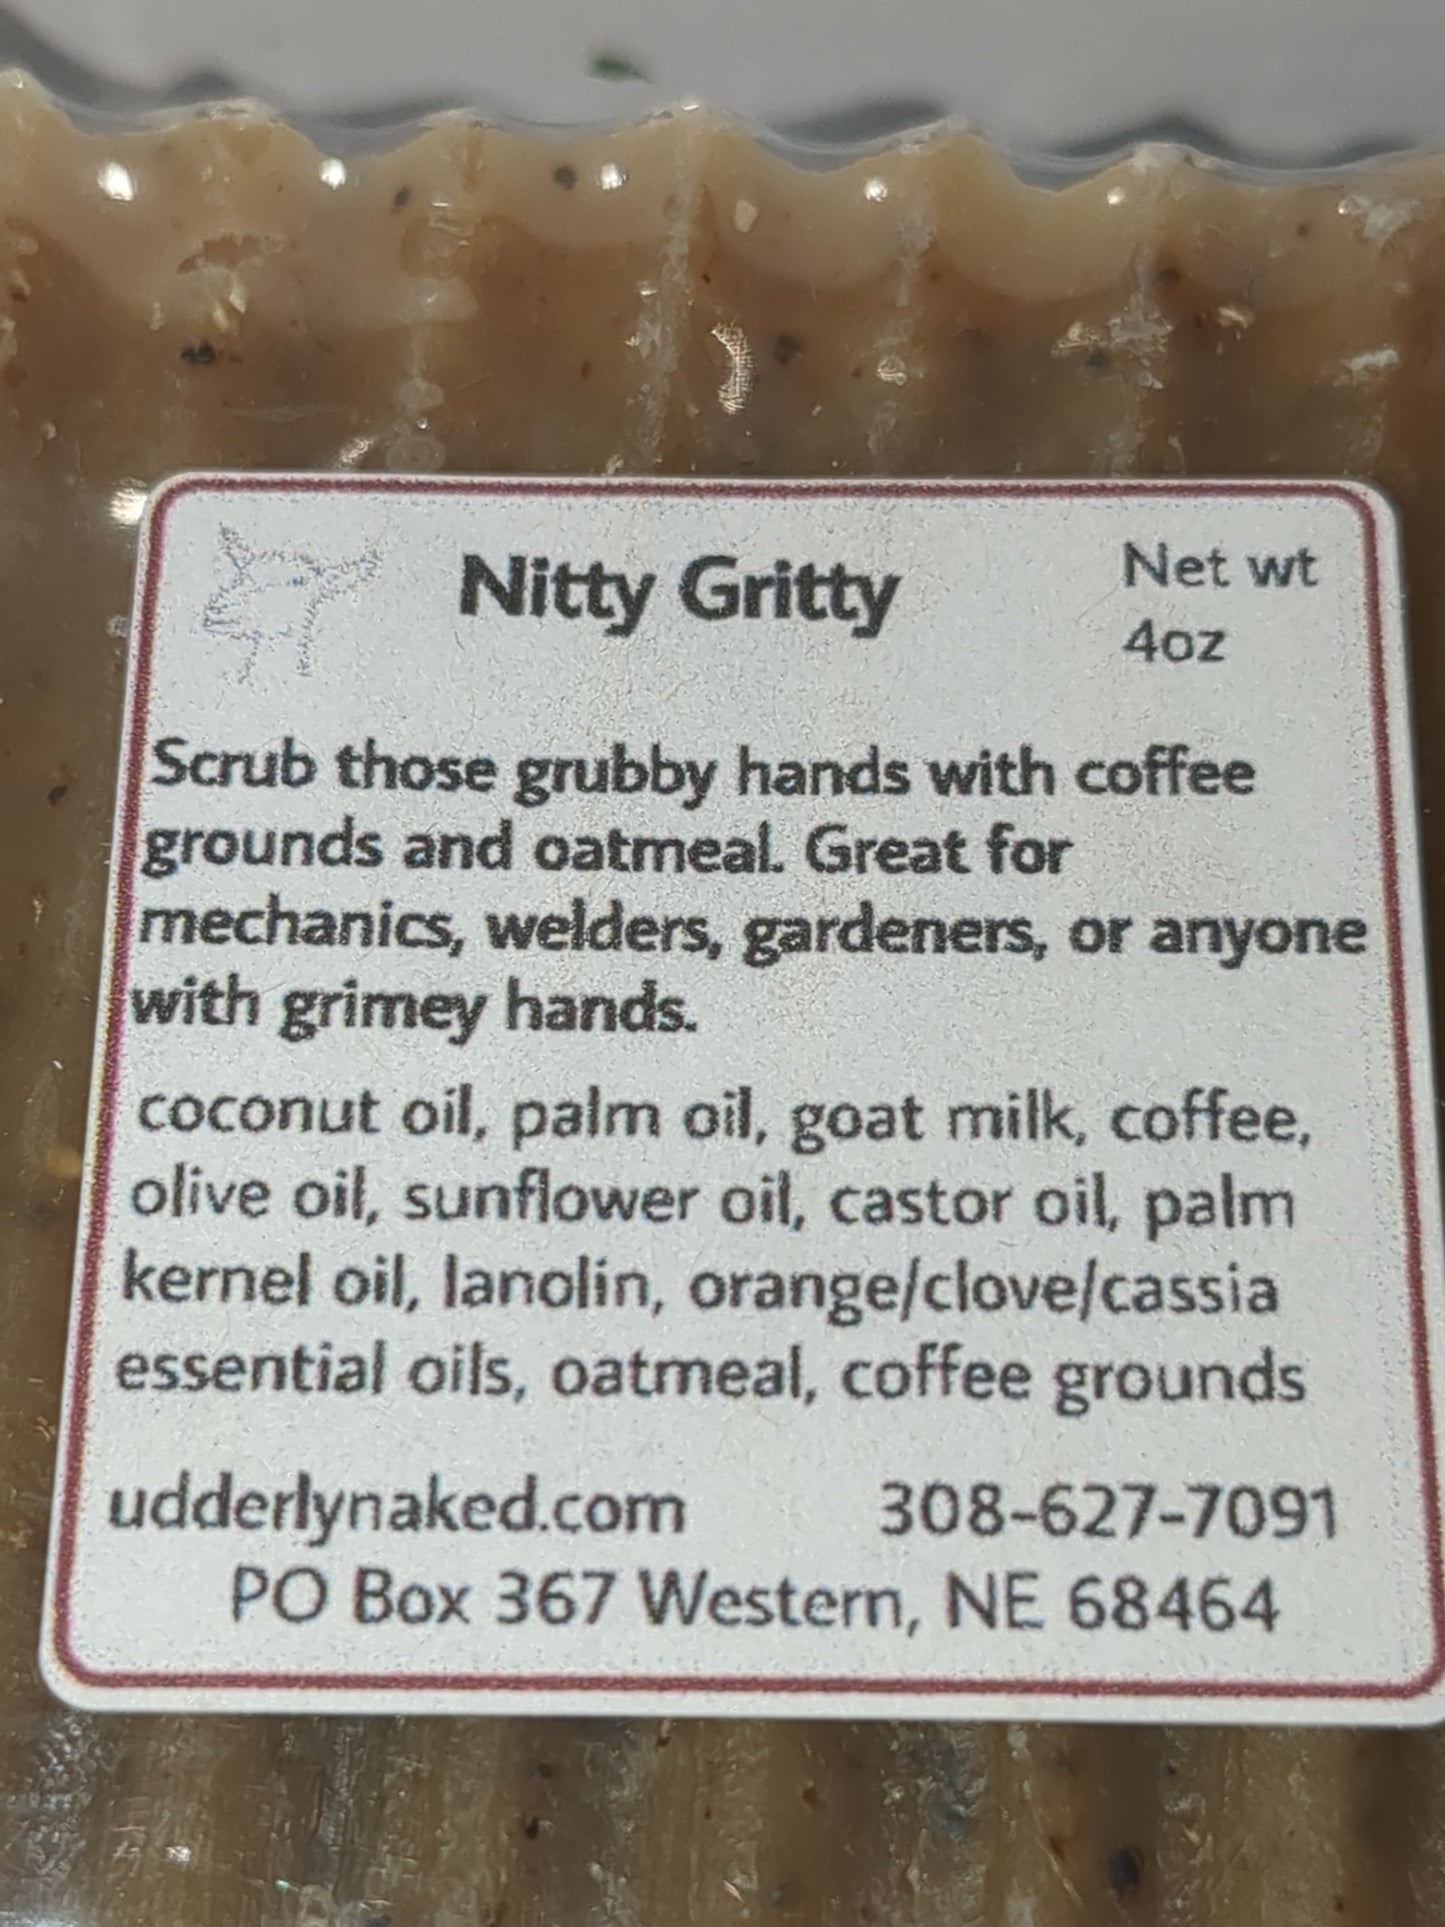 Nitty Gritty
Net wt
4oz
Scrub those grubby hands with coffee
grounds and oatmeal. Great for
mechanics, welders, gardeners, or anyone
with grimey hands.
coconut oil, palm oil, goat milk, coffee,
olive oil, sunflower oil, castor oil, palm
kernel oil, lanolin, orange/clove/cassia
essential oils, oatmeal, coffee grounds
udderlynaked.com 308-627-7091
PO Box 367 Western, NE 68464